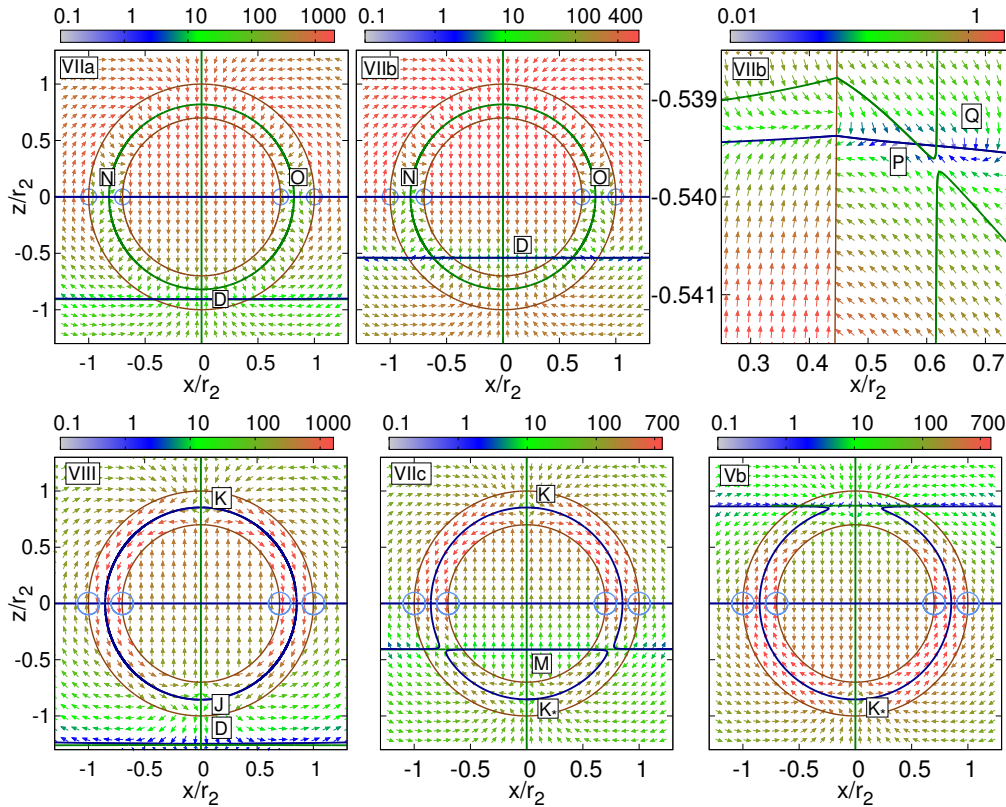 0.1 1 10 100 1000
0.1 1 10 100 400
0.01 1
VIIa
N
O
D
1
0.5
0
-0.5
-1
z/r2
-1 -0.5 0 0.5 1
x/r2
VIIb
N
O
D
-1 -0.5 0 0.5 1
x/r2
VIIb
Q
P
-0.539
-0.540
-0.541
0.3 0.4 0.5 0.6 0.7
x/r2
0.1 1 10 100 1000
0.1 1 10 100 700
0.1 1 10 100 700
VIII
K
J
D
1
0.5
0
-0.5
-1
z/r2
-1 -0.5 0 0.5 1
x/r2
VIIc
K
M
K*
-1 -0.5 0 0.5 1
x/r2
Vb
K*
-1 -0.5 0 0.5 1
x/r2